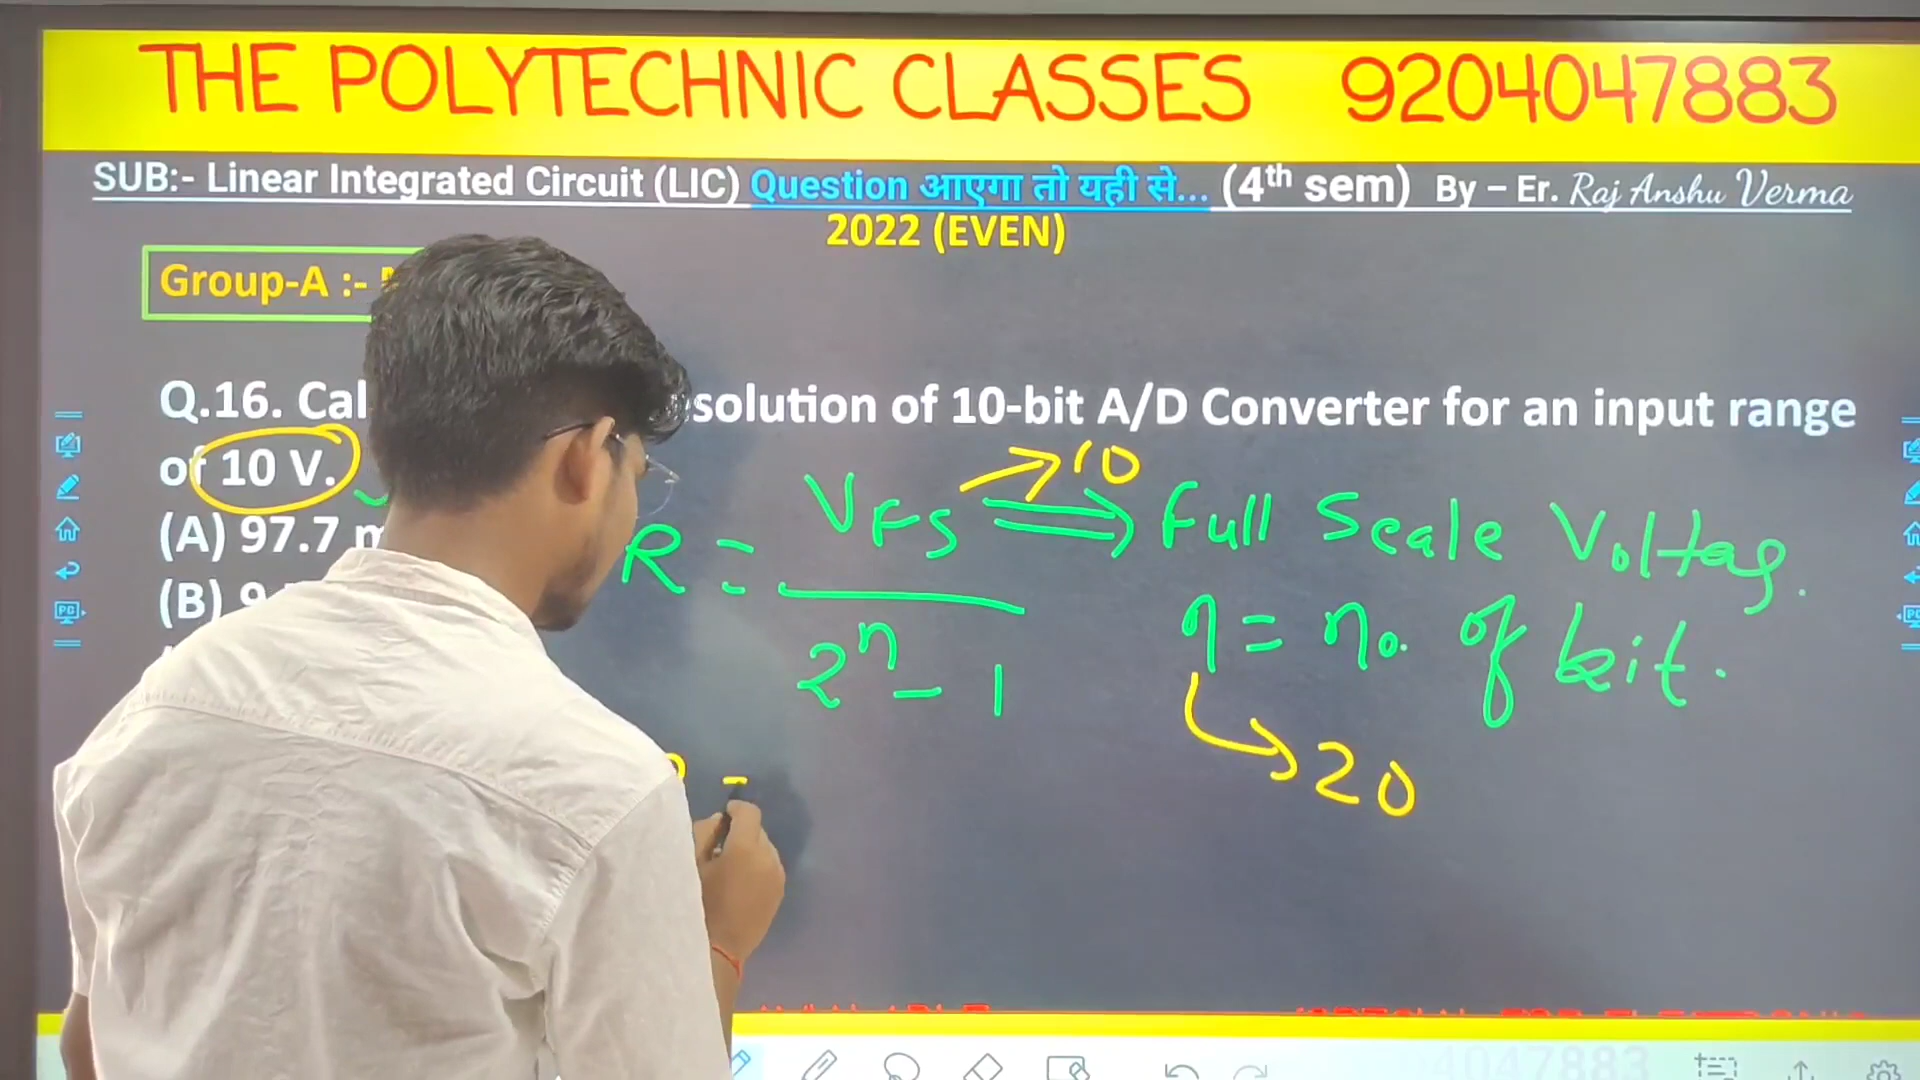 THE POLYTECHNIC CLASSES 9204047883
SUB:- Linear Integrated Circuit (LIC) Question आएगा तो यही से... (4th sem) By – Er. Raj Anshu Verma
2022 (EVEN)
Group-A :-
Q.16. Cal solution of 10-bit A/D Converter for an input range
of 10 V.
10
(A) 97.7 m
R = VFS ⇒ Full Scale Voltag.
2ⁿ - 1
(B) 9
n = no. of bit.
20
=